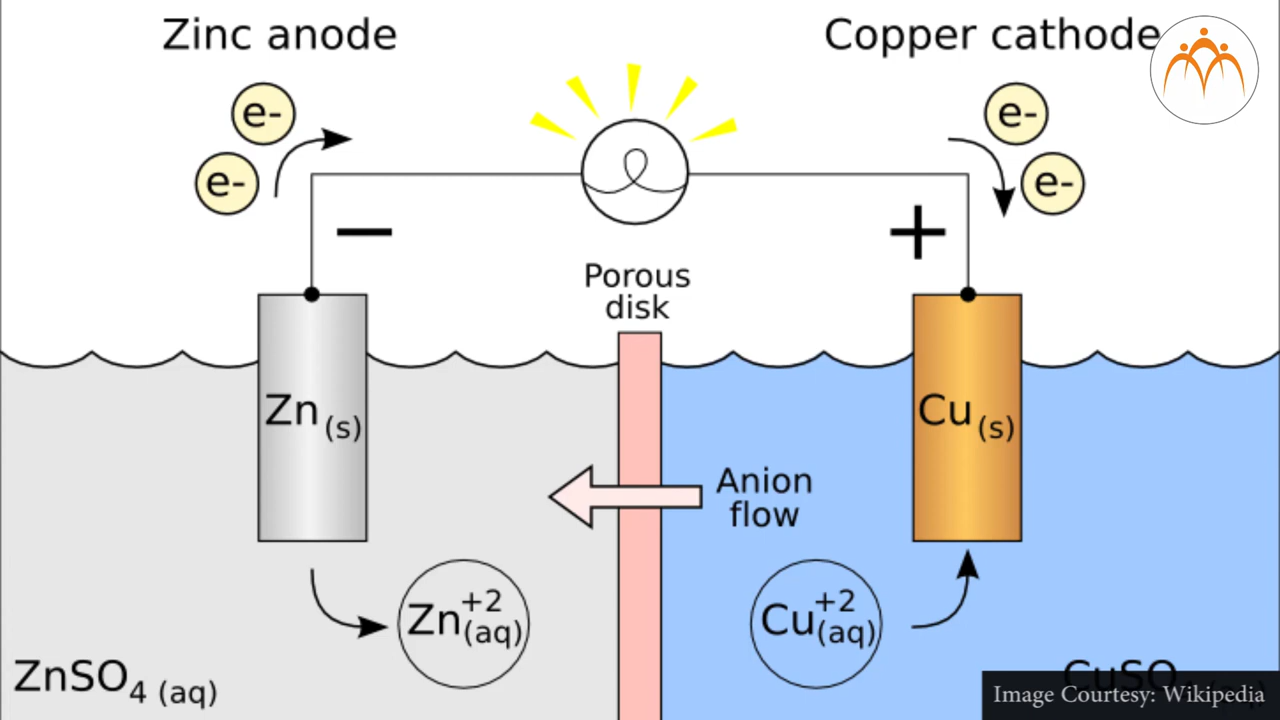 Zinc anode
Copper cathode
e-
e-
e-
e-
−
+
Porous
disk
Zn (s)
Cu (s)
Anion
flow
Zn+2(aq)
Cu+2(aq)
ZnSO4 (aq)
CuSO
Image Courtesy: Wikipedia